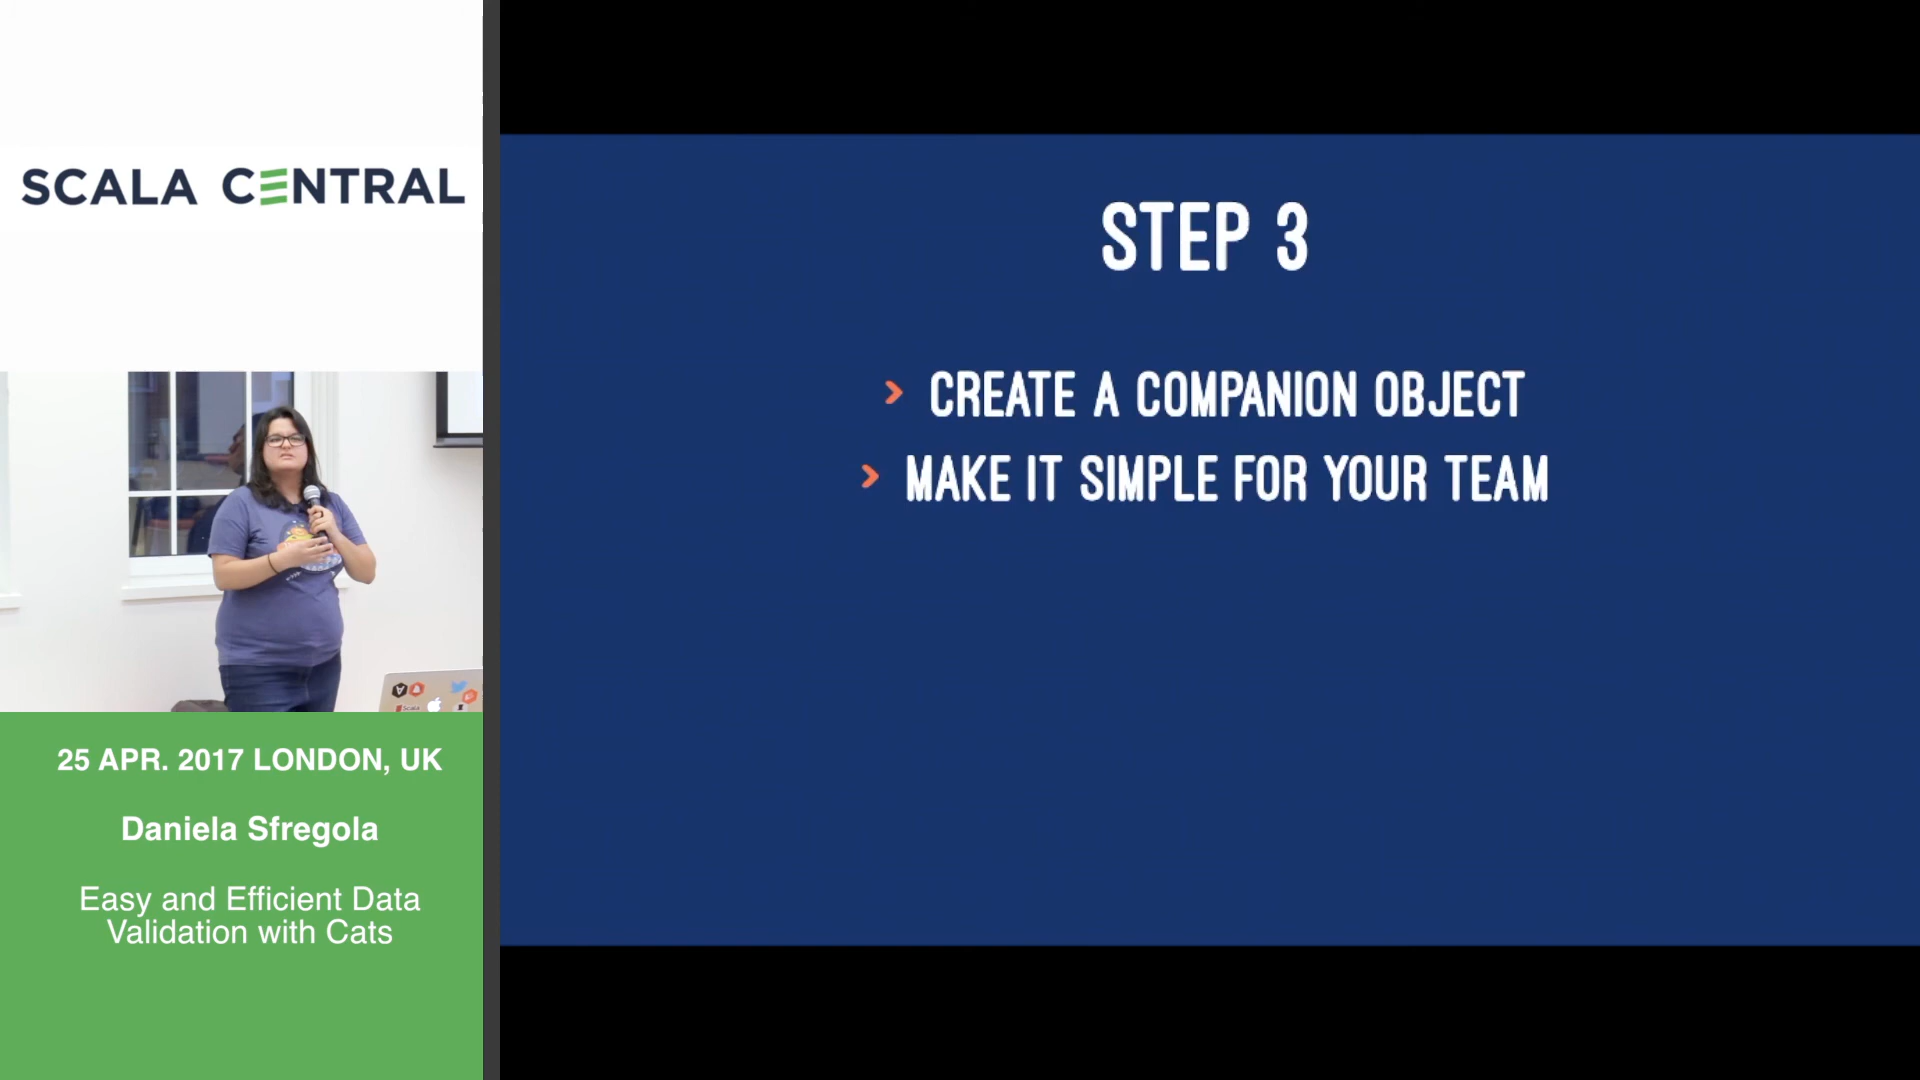 SCALA CENTRAL
25 APR. 2017 LONDON, UK
Daniela Sfregola
Easy and Efficient Data
Validation with Cats
STEP 3
CREATE A COMPANION OBJECT
MAKE IT SIMPLE FOR YOUR TEAM
Scala